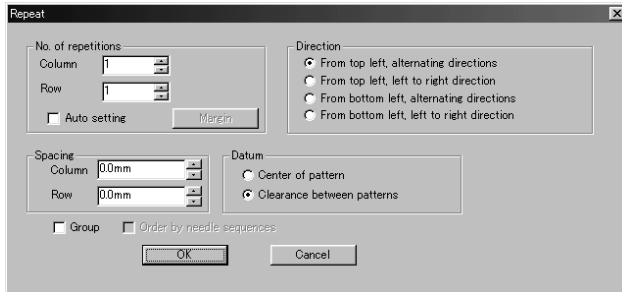 Repeat
No. of repetitions
Column 1
Row 1
Auto setting Margin
Direction
From top left, alternating directions
From top left, left to right direction
From bottom left, alternating directions
From bottom left, left to right direction
Spacing
Column 0.0mm
Row 0.0mm
Datum
Center of pattern
Clearance between patterns
Group Order by needle sequences
OK Cancel